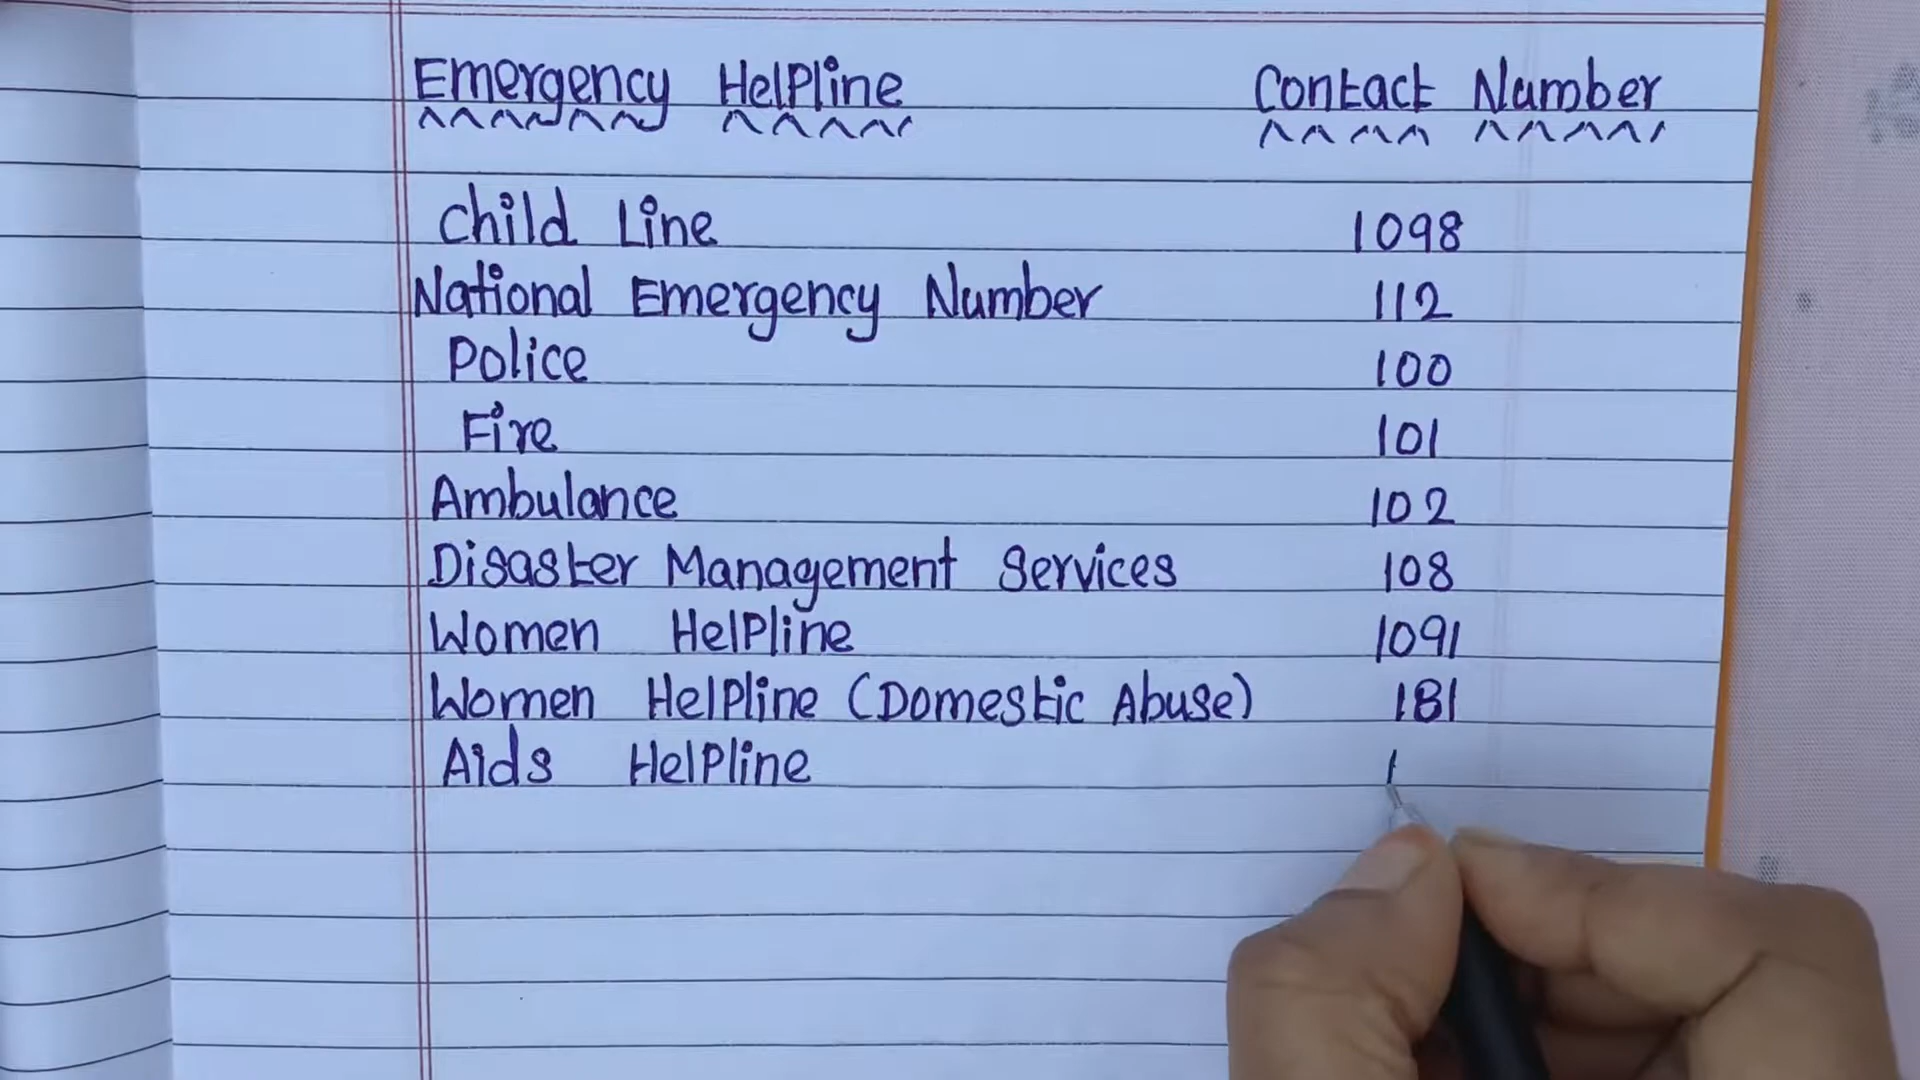 Emergency Helpline Contact Number
Child Line 1098
National Emergency Number 112
Police 100
Fire 101
Ambulance 102
Disaster Management Services 108
Women Helpline 1091
Women Helpline (Domestic Abuse) 181
Aids Helpline 1